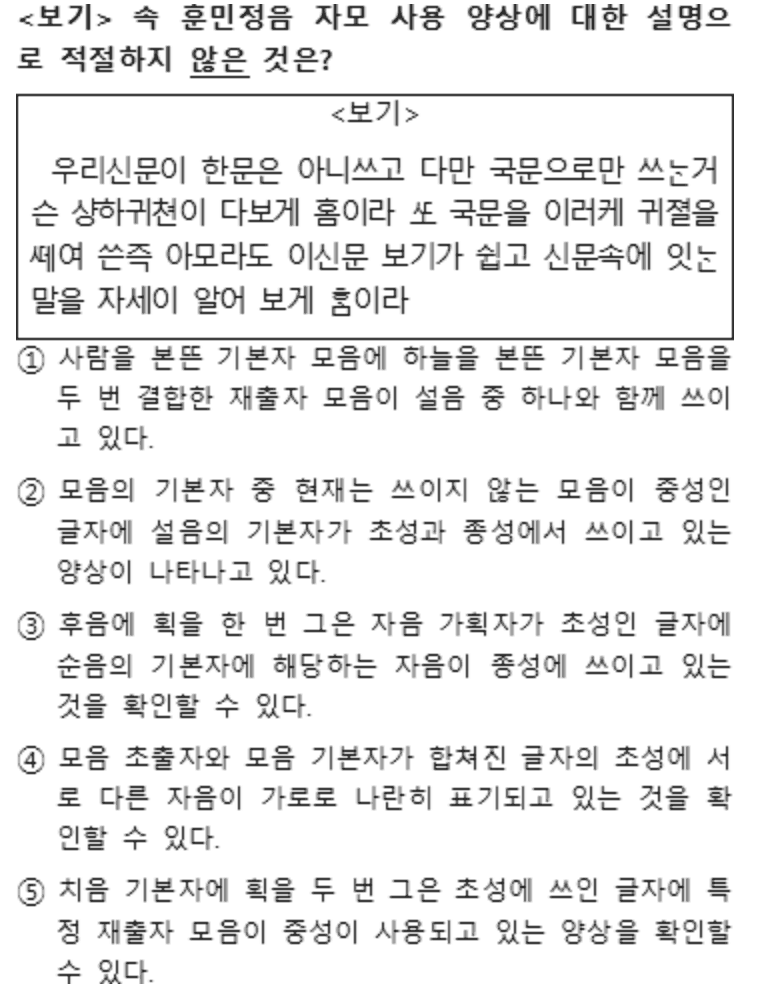 <보기> 속 훈민정음 자모 사용 양상에 대한 설명으
로 적절하지 않은 것은?
<보기>
우리신문이 한문은 아니쓰고 다만 국문으로만 쓰ᄂᆞᆫ거
슨 샹하귀쳔이 다보게 홈이라 ᄯᅩ 국문을 이러케 귀졀을
ᄯᅦ여 쓴즉 아모라도 이신문 보기가 쉽고 신문속에 잇ᄂᆞᆫ
말을 자세이 알어 보게 ᄒᆞᆷ이라
① 사람을 본뜬 기본자 모음에 하늘을 본뜬 기본자 모음을
두 번 결합한 재출자 모음이 설음 중 하나와 함께 쓰이
고 있다.
② 모음의 기본자 중 현재는 쓰이지 않는 모음이 중성인
글자에 설음의 기본자가 초성과 종성에서 쓰이고 있는
양상이 나타나고 있다.
③ 후음에 획을 한 번 그은 자음 가획자가 초성인 글자에
순음의 기본자에 해당하는 자음이 종성에 쓰이고 있는
것을 확인할 수 있다.
④ 모음 초출자와 모음 기본자가 합쳐진 글자의 초성에 서
로 다른 자음이 가로로 나란히 표기되고 있는 것을 확
인할 수 있다.
⑤ 치음 기본자에 획을 두 번 그은 초성에 쓰인 글자에 특
정 재출자 모음이 중성이 사용되고 있는 양상을 확인할
수 있다.